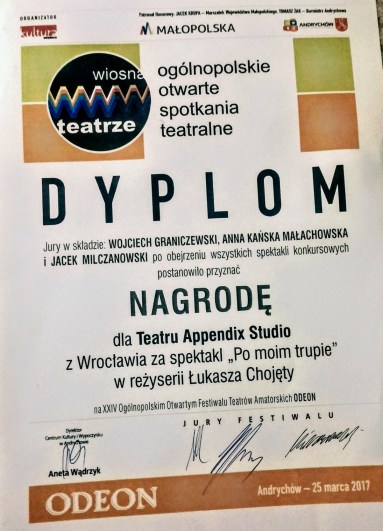 ORGANIZATOR
Patronat Honorowy: JACEK KRUPA – Marszałek Województwa Małopolskiego, TOMASZ ŻAK – Burmistrz Andrychowa
kultura
MAŁOPOLSKA
ANDRYCHÓW
wiosna
teatrze
ogólnopolskie
otwarte
spotkania
teatralne
DYPLOM
Jury w składzie: WOJCIECH GRANICZEWSKI, ANNA KAŃSKA MAŁACHOWSKA
i JACEK MILCZANOWSKI po obejrzeniu wszystkich spektakli konkursowych
postanowiło przyznać
NAGRODĘ
dla Teatru Appendix Studio
z Wrocławia za spektakl „Po moim trupie”
w reżyserii Łukasza Chojęty
na XXIV Ogólnopolskim Otwartym Festiwalu Teatrów Amatorskich ODEON
JURY FESTIWALU
Dyrektor
Centrum Kultury i Wypoczynku
w Andrychowie
Aneta Wądrzyk
ODEON
Andrychów – 25 marca 2017